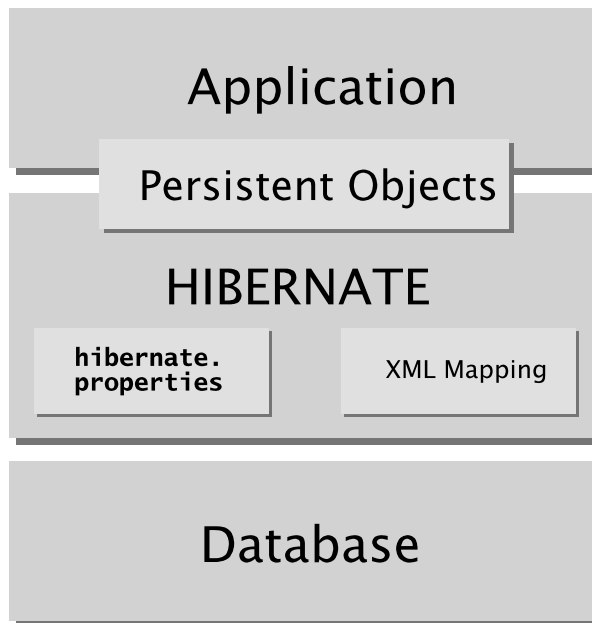 Application
Persistent Objects
HIBERNATE
hibernate.
properties
XML Mapping
Database